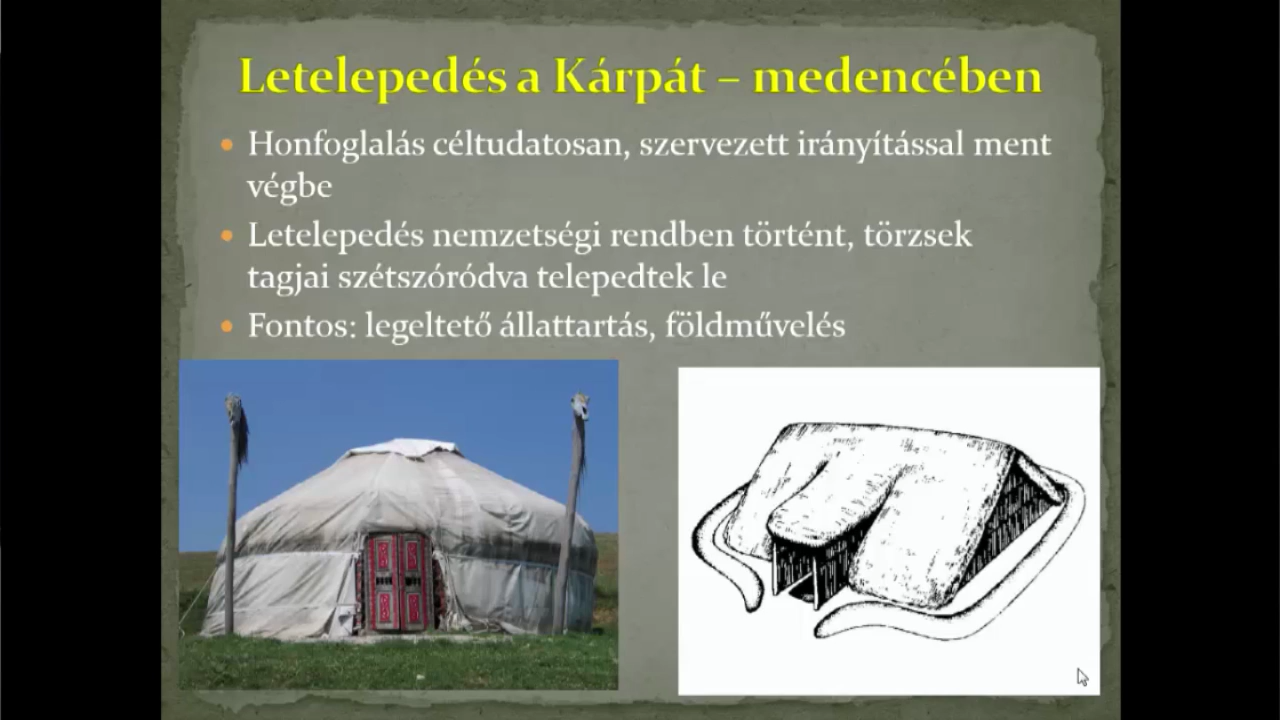 Letelepedés a Kárpát – medencében
Honfoglalás céltudatosan, szervezett irányítással ment
végbe
Letelepedés nemzetségi rendben történt, törzsek
tagjai szétszóródva telepedtek le
Fontos: legeltető állattartás, földművelés